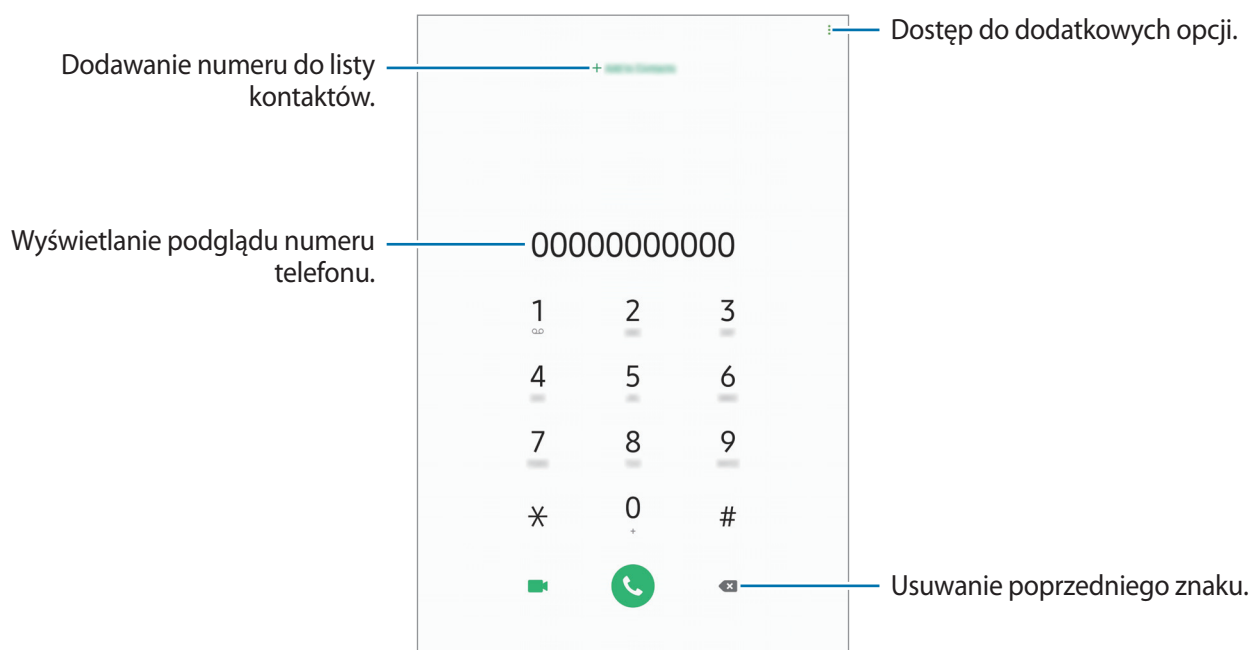 Dostęp do dodatkowych opcji.
Dodawanie numeru do listy
kontaktów.
+
Wyświetlanie podglądu numeru
telefonu.
00000000000
1 2 3
4 5 6
7 8 9
* 0 #
+
Usuwanie poprzedniego znaku.